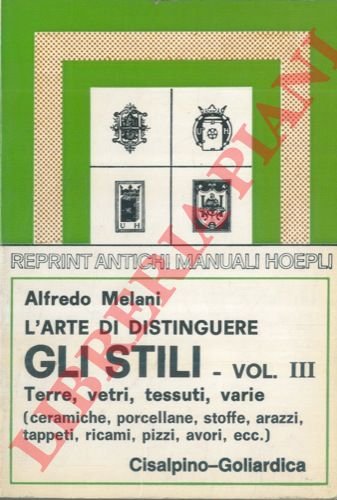 U H
U H
REPRINT ANTICHI MANUALI HOEPLI
Alfredo Melani
L'ARTE DI DISTINGUERE
GLI STILI - VOL. III
Terre, vetri, tessuti, varie
(ceramiche, porcellane, stoffe, arazzi,
tappeti, ricami, pizzi, avori, ecc.)
Cisalpino-Goliardica
LIBRERIA PIANI